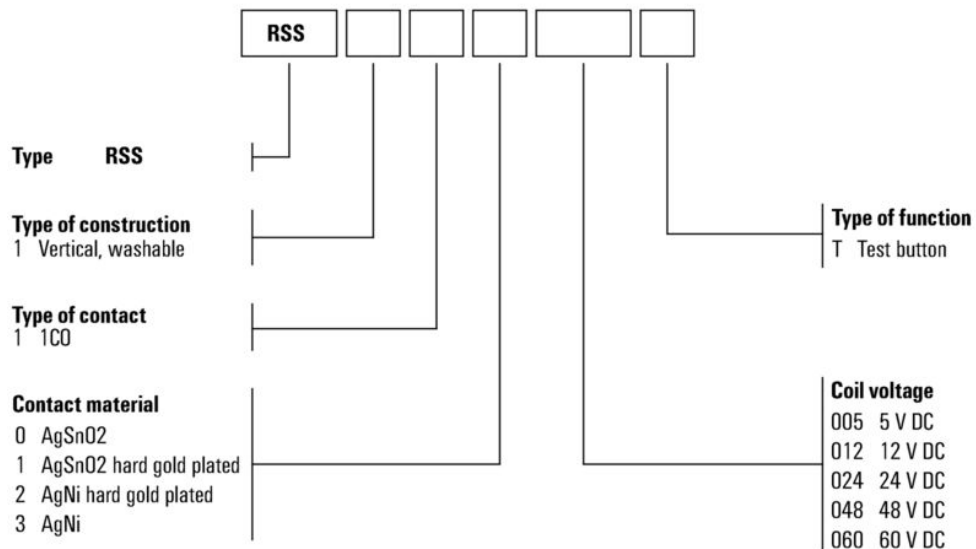 RSS
Type RSS
Type of construction
1 Vertical, washable
Type of contact
1 1CO
Contact material
0 AgSnO2
1 AgSnO2 hard gold plated
2 AgNi hard gold plated
3 AgNi
Type of function
T Test button
Coil voltage
005 5 V DC
012 12 V DC
024 24 V DC
048 48 V DC
060 60 V DC